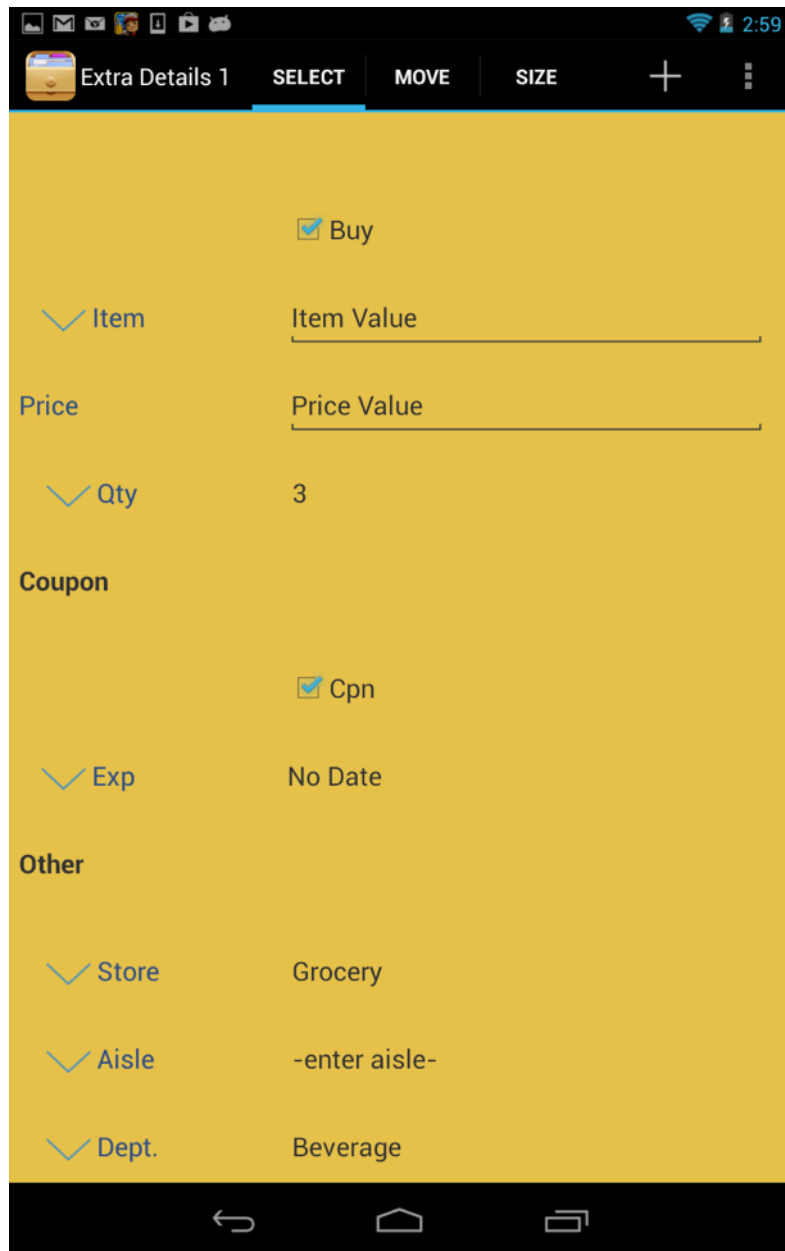 2:59
Extra Details 1 SELECT MOVE SIZE
Buy
Item Item Value
Price Price Value
Qty 3
Coupon
Cpn
Exp No Date
Other
Store Grocery
Aisle -enter aisle-
Dept. Beverage